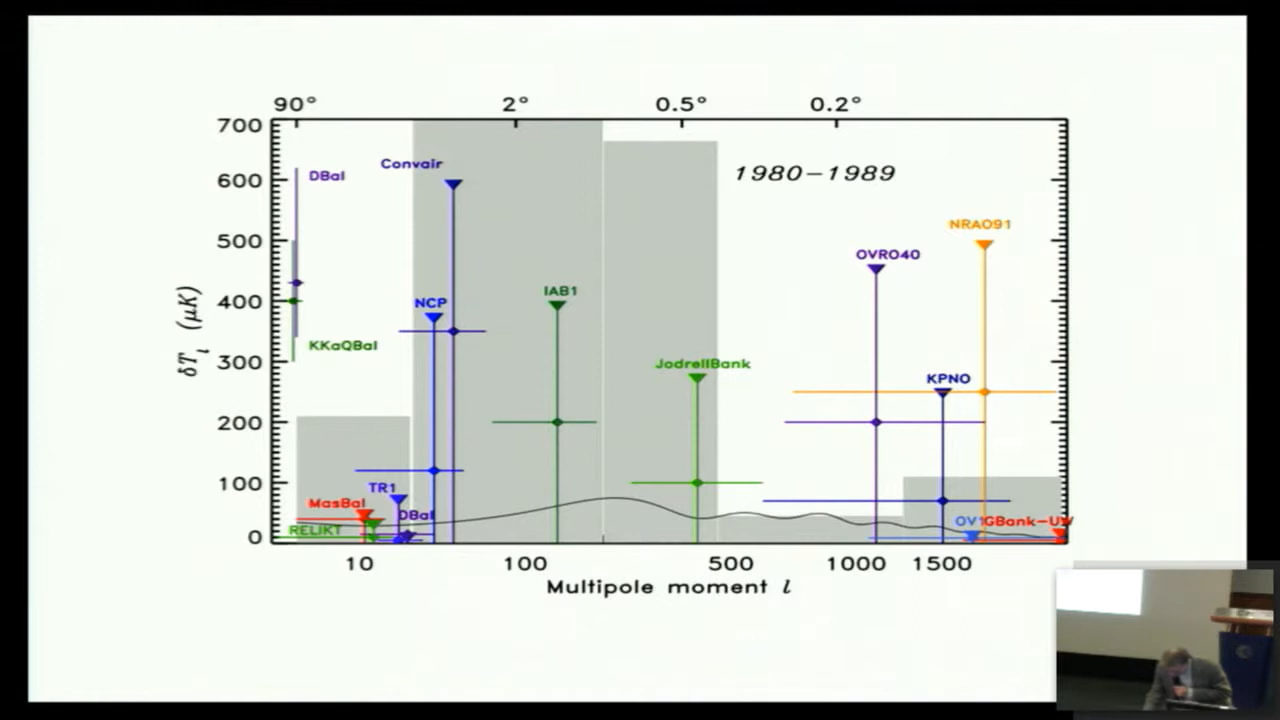 90° 2° 0.5° 0.2°
700
600
500
400
300
200
100
0
δT_l (μK)
1980-1989
DBal
Convair
NRAO91
OVRO40
IAB1
NCP
KKaQBal
JodrellBank
KPNO
TR1
MasBal
DBal
RELIKT
GBank-UW
10 100 500 1000 1500
Multipole moment l